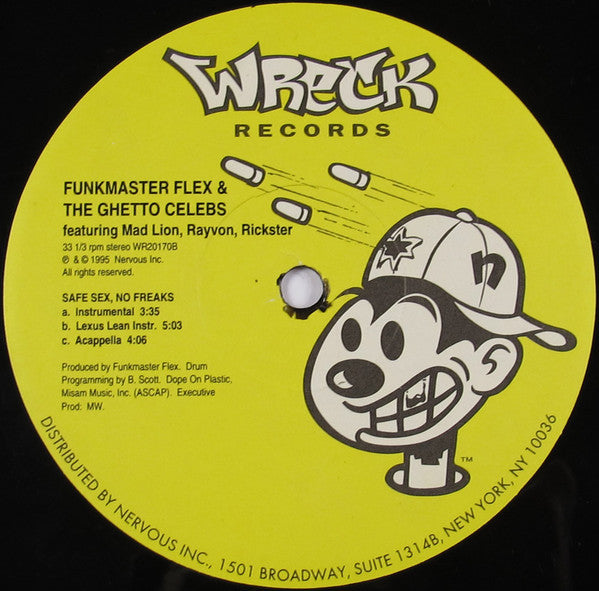 WRECK
RECORDS
FUNKMASTER FLEX &
THE GHETTO CELEBS
featuring Mad Lion, Rayvon, Rickster
33 1/3 rpm stereo WR20170B
℗ & © 1995 Nervous Inc.
All rights reserved.
SAFE SEX, NO FREAKS
a. Instrumental 3:35
b. Lexus Lean Instr. 5:03
c. Acappella 4:06
Produced by Funkmaster Flex. Drum
Programming by B. Scott. Dope On Plastic,
Misam Music, Inc. (ASCAP). Executive
Prod: MW.
n
TM
DISTRIBUTED BY NERVOUS INC., 1501 BROADWAY, SUITE 1314B, NEW YORK, NY 10036